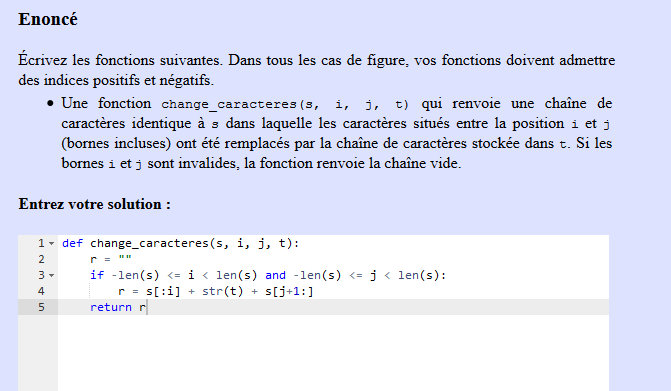 Enoncé
Écrivez les fonctions suivantes. Dans tous les cas de figure, vos fonctions doivent admettre
des indices positifs et négatifs.
• Une fonction change_caracteres(s, i, j, t) qui renvoie une chaîne de
caractères identique à s dans laquelle les caractères situés entre la position i et j
(bornes incluses) ont été remplacés par la chaîne de caractères stockée dans t. Si les
bornes i et j sont invalides, la fonction renvoie la chaîne vide.
Entrez votre solution :
1 def change_caracteres(s, i, j, t):
2     r = ""
3     if -len(s) <= i < len(s) and -len(s) <= j < len(s):
4         r = s[:i] + str(t) + s[j+1:]
5     return r